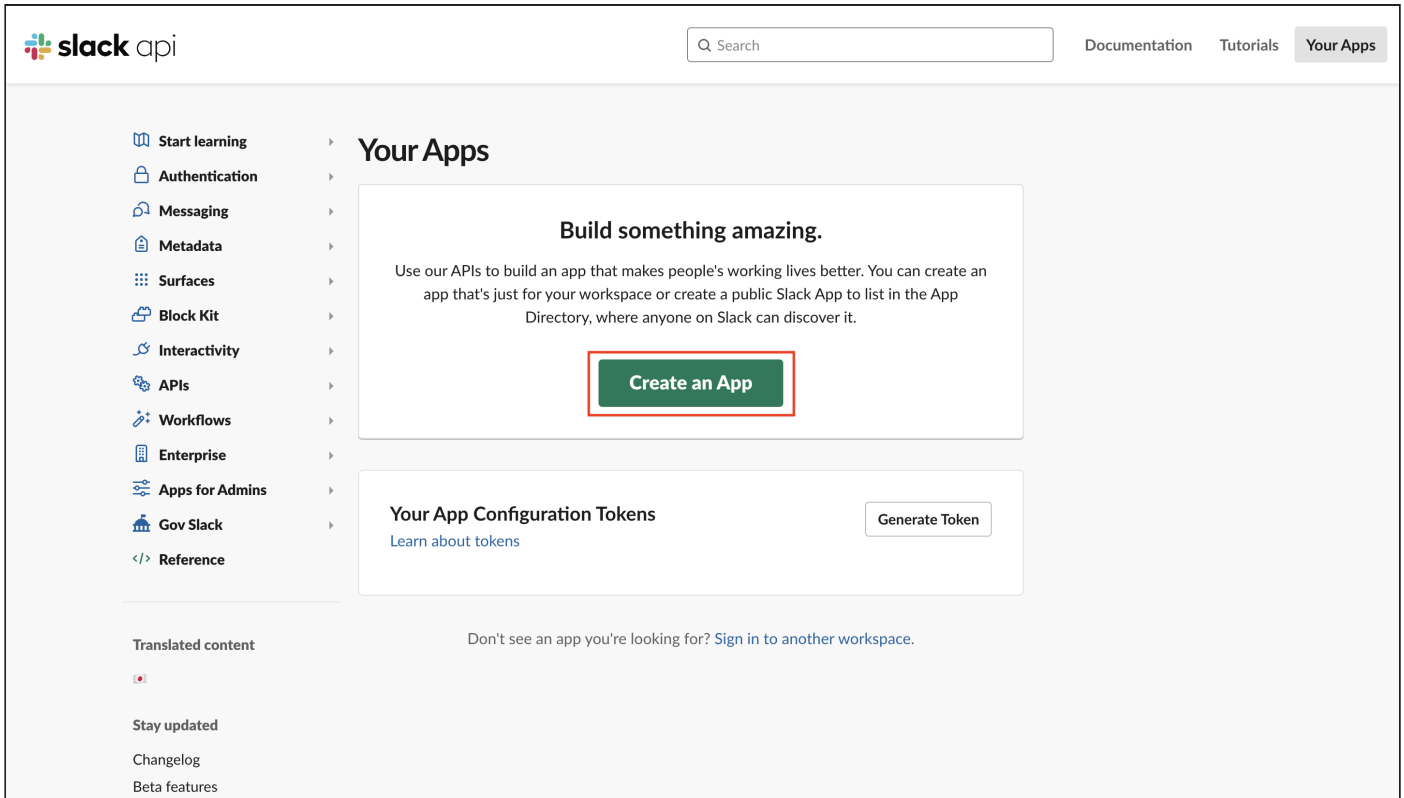 slack api
Search
Documentation
Tutorials
Your Apps
Start learning
Authentication
Messaging
Metadata
Surfaces
Block Kit
Interactivity
APIs
Workflows
Enterprise
Apps for Admins
Gov Slack
Reference
Translated content
Stay updated
Changelog
Beta features
Your Apps
Build something amazing.
Use our APIs to build an app that makes people's working lives better. You can create an
app that's just for your workspace or create a public Slack App to list in the App
Directory, where anyone on Slack can discover it.
Create an App
Your App Configuration Tokens
Learn about tokens
Generate Token
Don't see an app you're looking for? Sign in to another workspace.